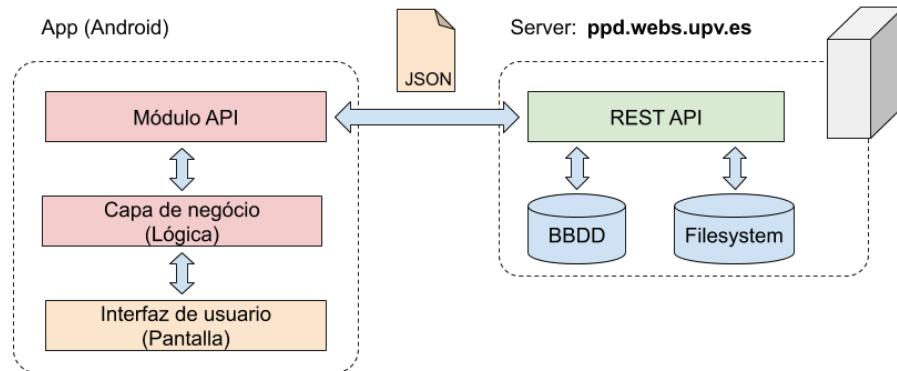 App (Android)
JSON
Server: ppd.webs.upv.es
Módulo API
REST API
Capa de negócio
(Lógica)
BBDD
Filesystem
Interfaz de usuario
(Pantalla)